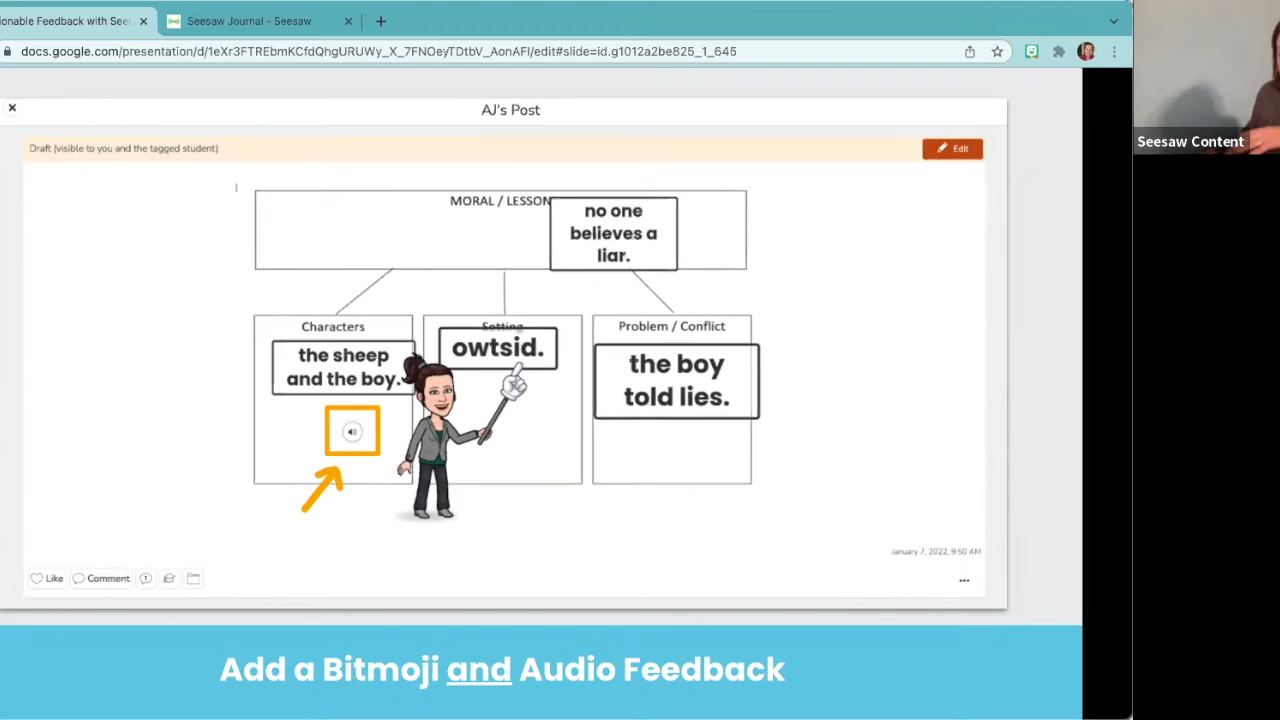 ionable Feedback with See
Seesaw Journal - Seesaw
docs.google.com/presentation/d/1eXr3FTREbmKCfdQhgURUWy_X_7FNOeyTDtbV_AonAFI/edit#slide=id.g1012a2be825_1_645
Seesaw Content
AJ's Post
Draft (visible to you and the tagged student)
Edit
MORAL / LESSON
no one
believes a
liar.
Characters
the sheep
and the boy.
Setting
owtsid.
Problem / Conflict
the boy
told lies.
January 7, 2022, 9:50 AM
Like
Comment
Add a Bitmoji and Audio Feedback